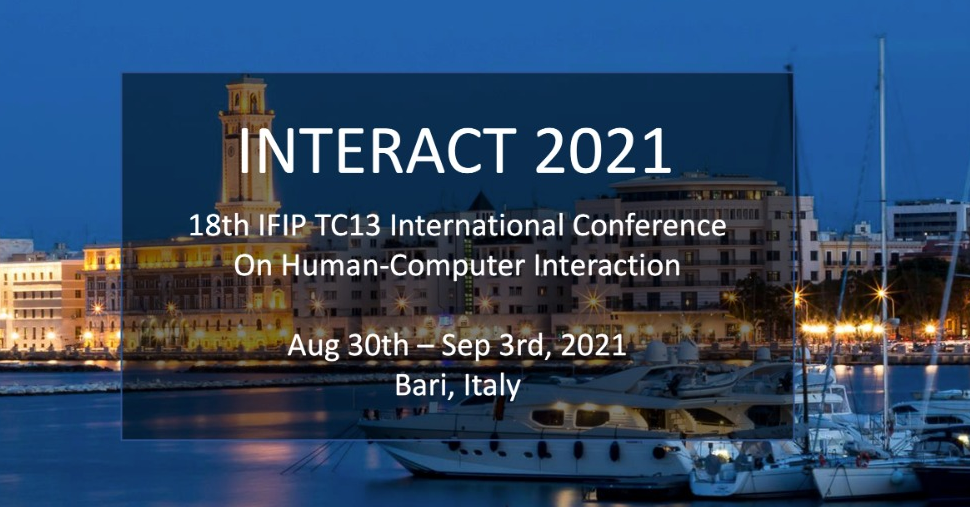 INTERACT 2021
18th IFIP TC13 International Conference
On Human-Computer Interaction
Aug 30th – Sep 3rd, 2021
Bari, Italy